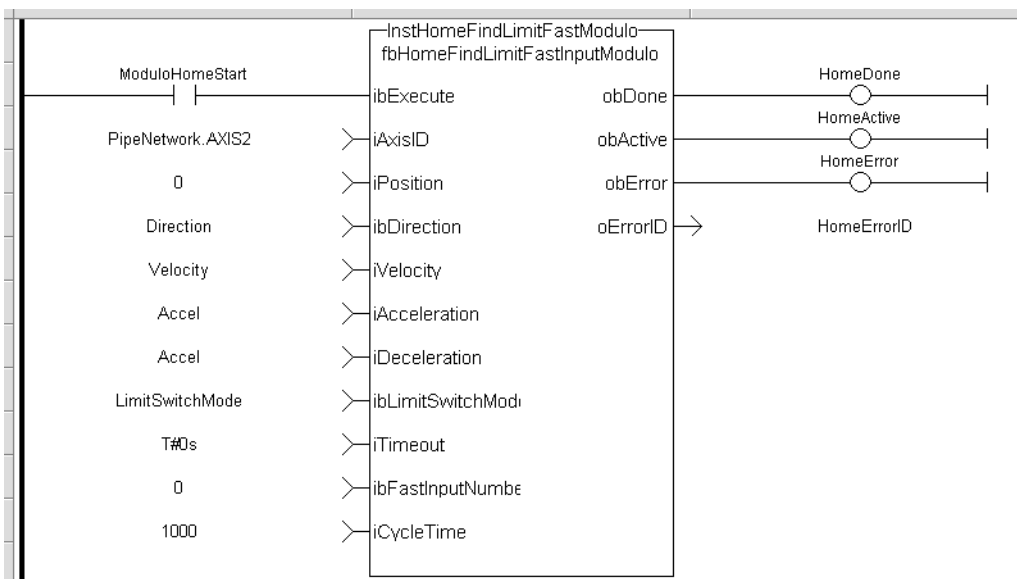 InstHomeFindLimitFastModulo
fbHomeFindLimitFastInputModulo
ModuloHomeStart
ibExecute
obDone
HomeDone
PipeNetwork.AXIS2
iAxisID
obActive
HomeActive
0
iPosition
obError
HomeError
Direction
ibDirection
oErrorID
HomeErrorID
Velocity
iVelocity
Accel
iAcceleration
Accel
iDeceleration
LimitSwitchMode
ibLimitSwitchMod
T#0s
iTimeout
0
ibFastInputNumbe
1000
iCycleTime